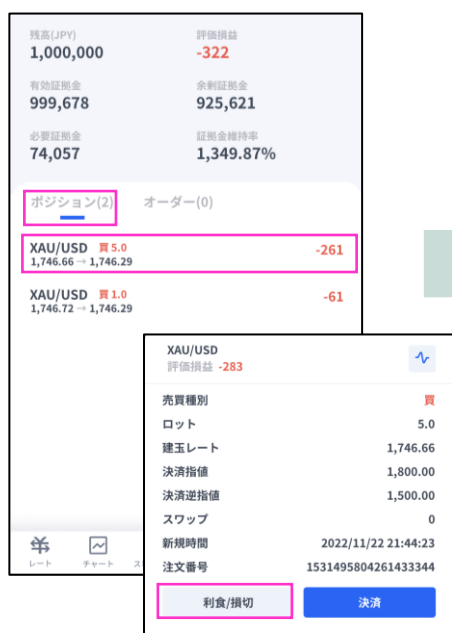 残高(JPY) 評価損益
1,000,000 -322
有効証拠金 余剰証拠金
999,678 925,621
必要証拠金 証拠金維持率
74,057 1,349.87%
ポジション(2) オーダー(0)
XAU/USD 買 5.0 -261
1,746.66 → 1,746.29
XAU/USD 買 1.0 -61
1,746.72 → 1,746.29
レート チャート
XAU/USD
評価損益 -283
売買種別 買
ロット 5.0
建玉レート 1,746.66
決済指値 1,800.00
決済逆指値 1,500.00
スワップ 0
新規時間 2022/11/22 21:44:23
注文番号 1531495804261433344
利食/損切 決済